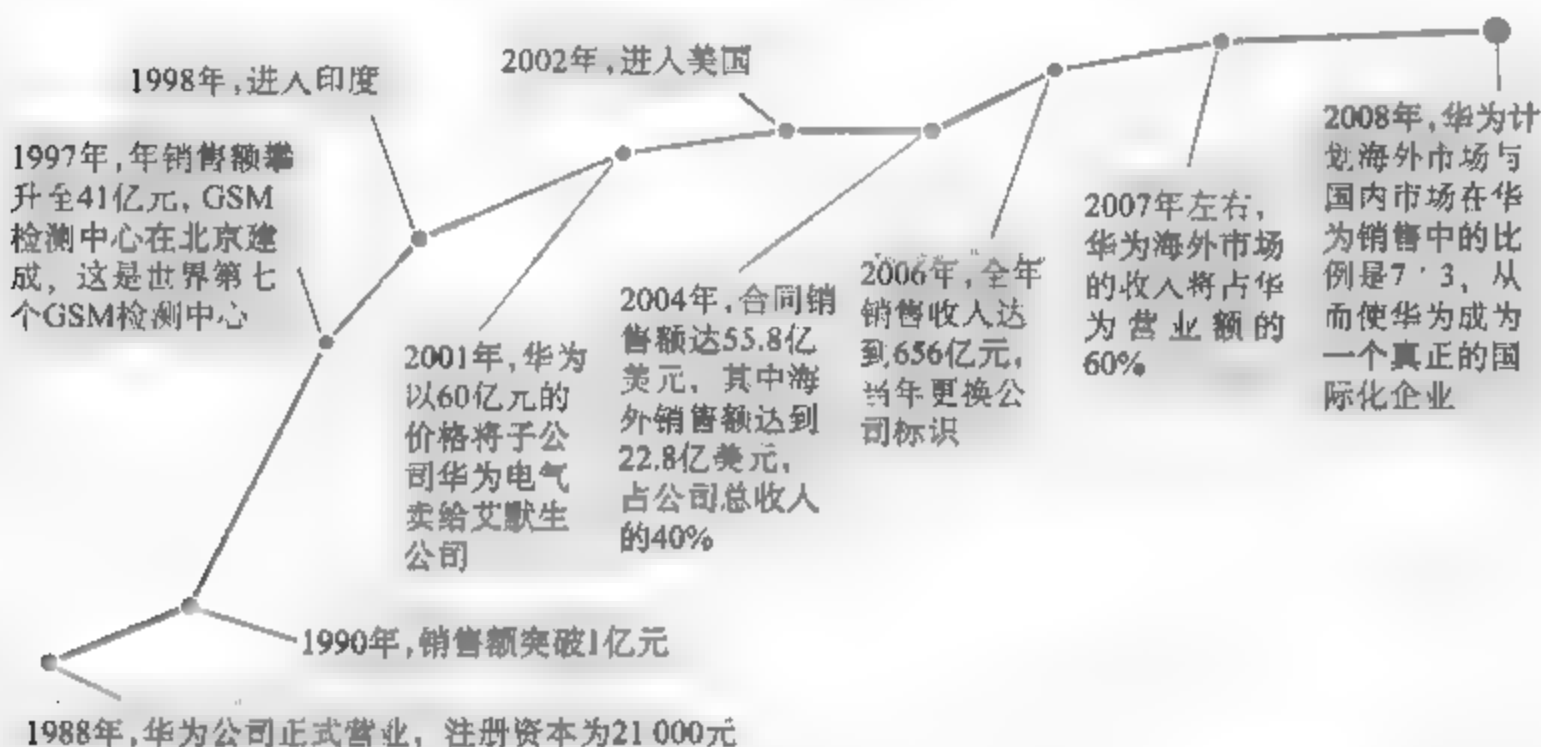 1998年,进入印度
2002年,进入美国
1997年,年销售额攀
升至41亿元, GSM
检测中心在北京建
成, 这是世界第七
个GSM检测中心
2001年,华为
以60亿元的
价格将子公
司华为电气
卖给艾默生
公司
2004年,合同销
售额达55.8亿
美元, 其中海
外销售额达到
22.8亿美元,
占公司总收入
的40%
2006年,全年
销售收入达
到656亿元,
当年更换公
司标识
2007年左右,
华为海外市场
的收入将占华
为营业额的
60%
2008年,华为计
划海外市场与
国内市场在华
为销售中的比
例是7∶3, 从
而使华为成为
一个真正的国
际化企业
1990年,销售额突破1亿元
1988年,华为公司正式营业, 注册资本为21 000元